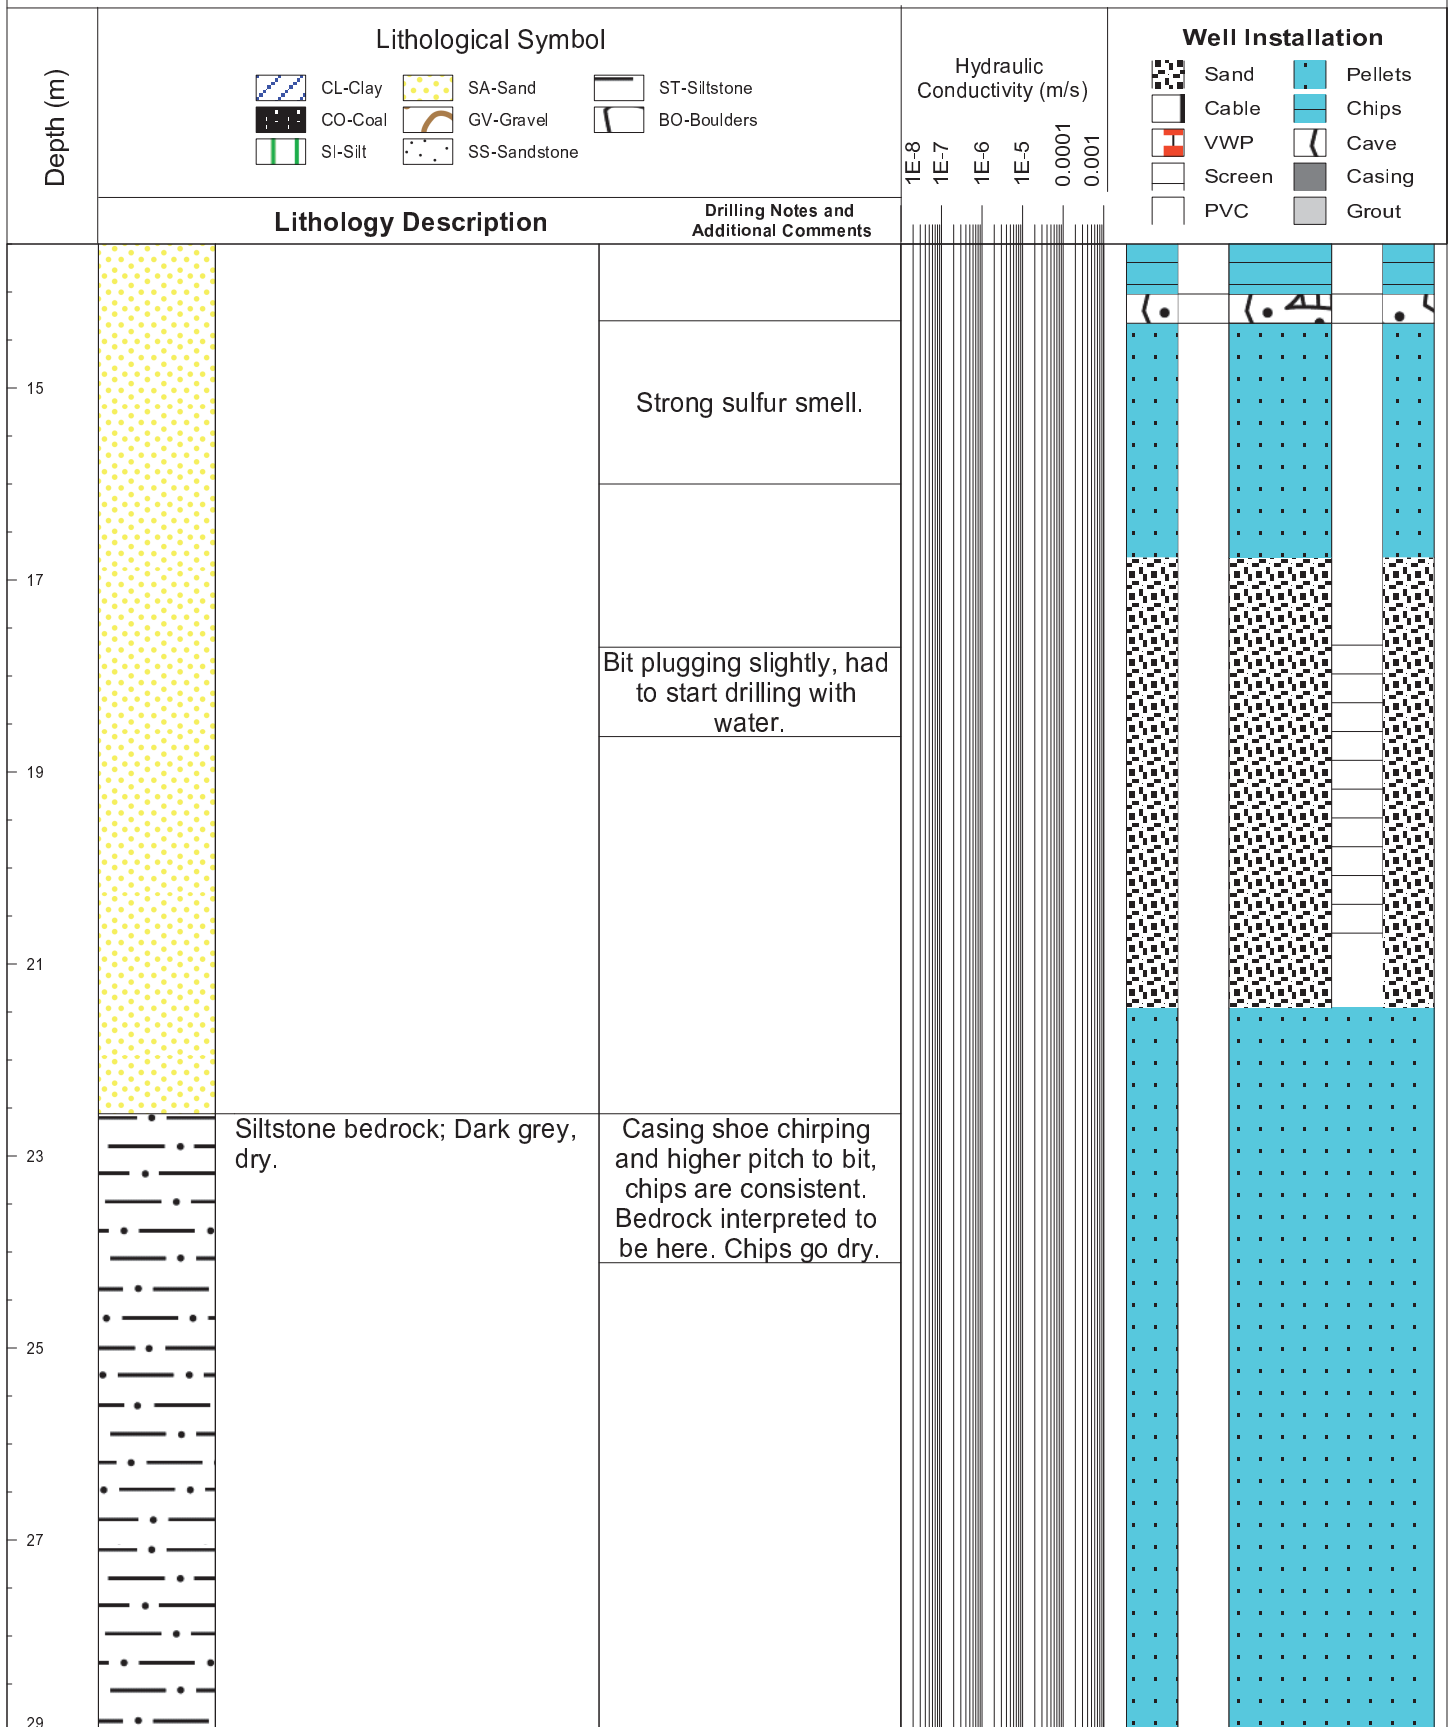 Depth (m)
Lithological Symbol
CL-Clay
SA-Sand
ST-Siltstone
CO-Coal
GV-Gravel
BO-Boulders
SI-Silt
SS-Sandstone
Lithology Description
Drilling Notes and
Additional Comments
Hydraulic
Conductivity (m/s)
1E-8
1E-7
1E-6
1E-5
0.0001
0.001
Well Installation
Sand
Pellets
Cable
Chips
VWP
Cave
Screen
Casing
PVC
Grout
15
Strong sulfur smell.
17
Bit plugging slightly, had
to start drilling with
water.
19
21
Siltstone bedrock; Dark grey,
dry.
Casing shoe chirping
and higher pitch to bit,
chips are consistent.
Bedrock interpreted to
be here. Chips go dry.
23
25
27
29